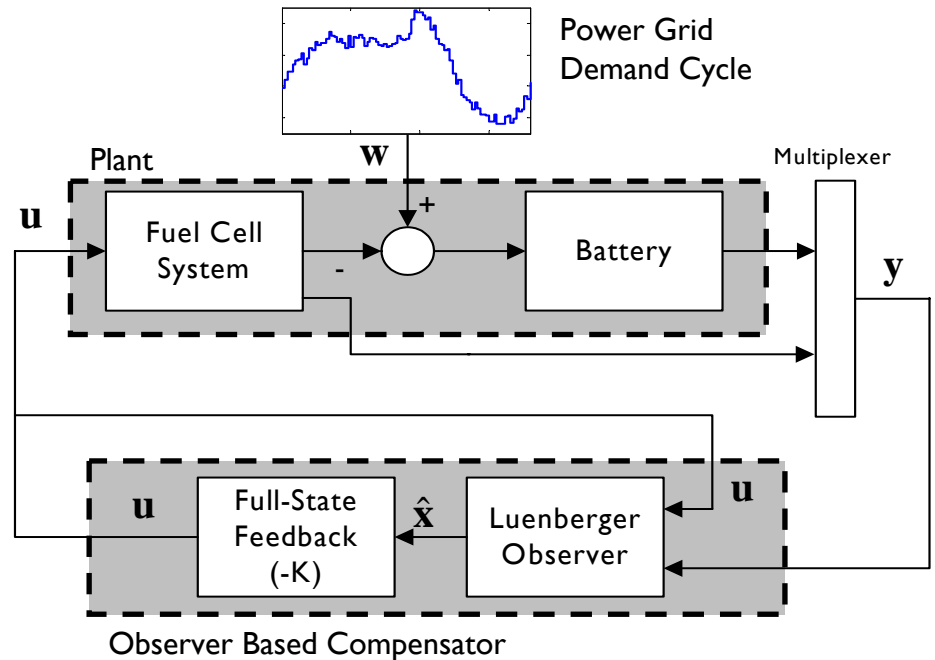 Power Grid
Demand Cycle
w
Plant
Multiplexer
u
+
Fuel Cell
System
-
Battery
y
u
Full-State
Feedback
(-K)
x̂
Luenberger
Observer
u
Observer Based Compensator